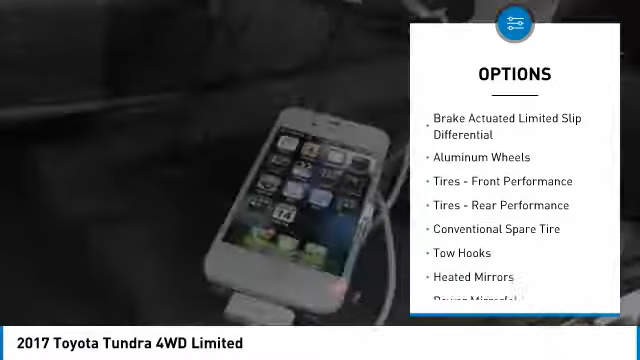 OPTIONS
Brake Actuated Limited Slip
Differential
Aluminum Wheels
Tires - Front Performance
Tires - Rear Performance
Conventional Spare Tire
Tow Hooks
Heated Mirrors
2017 Toyota Tundra 4WD Limited